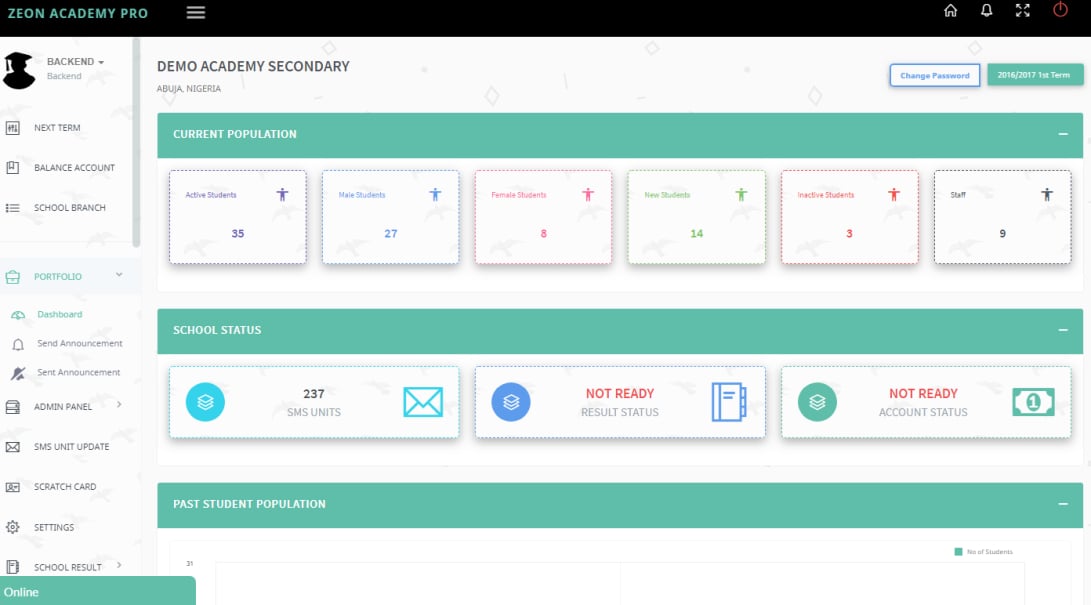 ZEON ACADEMY PRO
BACKEND
Backend
NEXT TERM
BALANCE ACCOUNT
SCHOOL BRANCH
PORTFOLIO
Dashboard
Send Announcement
Sent Announcement
ADMIN PANEL
SMS UNIT UPDATE
SCRATCH CARD
SETTINGS
SCHOOL RESULT
Online
DEMO ACADEMY SECONDARY
ABUJA, NIGERIA
Change Password
2016/2017 1st Term
CURRENT POPULATION
Active Students
35
Male Students
27
Female Students
8
New Students
14
Inactive Students
3
Staff
9
SCHOOL STATUS
237
SMS UNITS
NOT READY
RESULT STATUS
NOT READY
ACCOUNT STATUS
1
PAST STUDENT POPULATION
No of Students
31